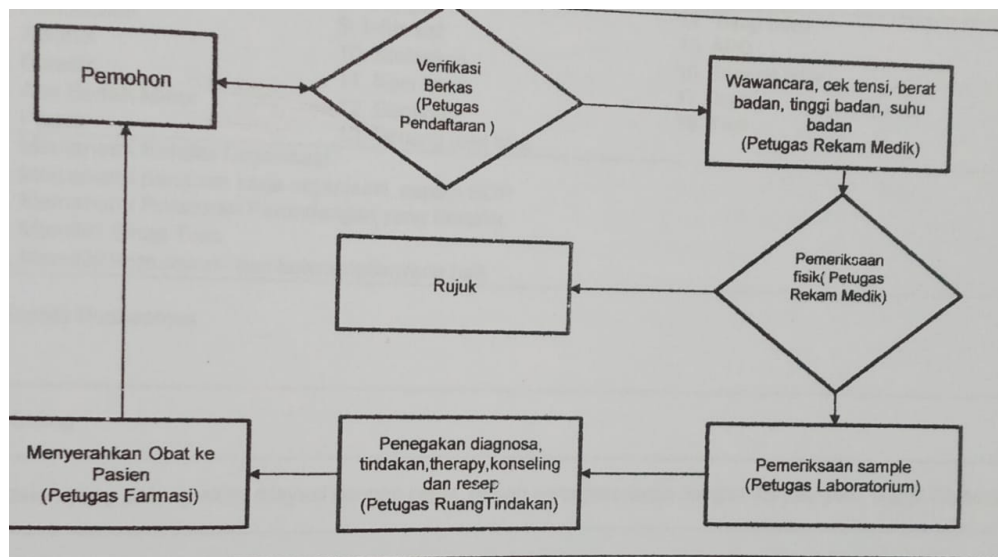 Pemohon
Verifikasi
Berkas
(Petugas
Pendaftaran )
Wawancara, cek tensi, berat
badan, tinggi badan, suhu
badan
(Petugas Rekam Medik)
Pemeriksaan
fisik( Petugas
Rekam Medik)
Rujuk
Pemeriksaan sample
(Petugas Laboratorium)
Penegakan diagnosa,
tindakan,therapy,konseling
dan resep
(Petugas RuangTindakan)
Menyerahkan Obat ke
Pasien
(Petugas Farmasi)